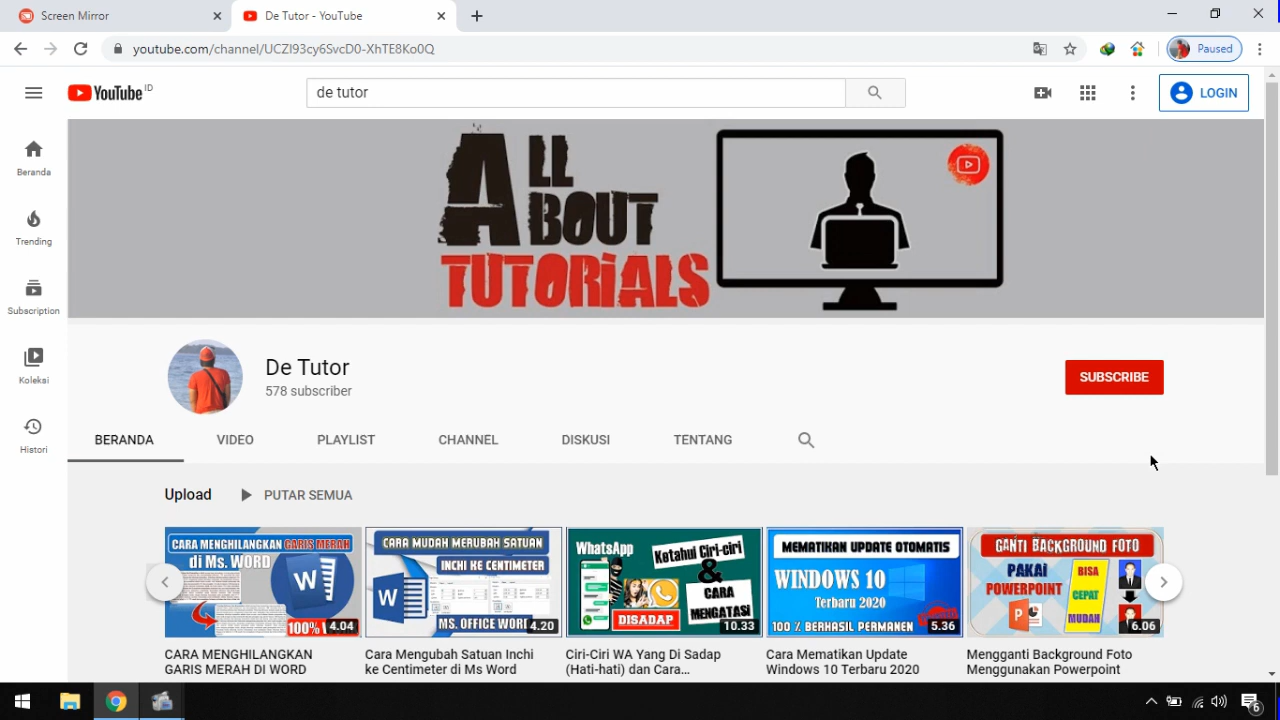 Screen Mirror
De Tutor - YouTube
youtube.com/channel/UCZl93cy6SvcD0-XhTE8Ko0Q
Paused
YouTube ID
de tutor
LOGIN
Beranda
Trending
Subscription
Koleksi
Histori
ALL
ABOUT
TUTORiALS
De Tutor
578 subscriber
SUBSCRIBE
BERANDA
VIDEO
PLAYLIST
CHANNEL
DISKUSI
TENTANG
Upload
PUTAR SEMUA
CARA MENGHILANGKAN GARIS MERAH
di Ms. WORD
W
100%
4.04
CARA MENGHILANGKAN
GARIS MERAH DI WORD
CARA MUDAH MERUBAH SATUAN
INCHI KE CENTIMETER
W
MS. OFFICE WORD
4.20
Cara Mengubah Satuan Inchi
ke Centimeter di Ms Word
WhatsApp
Ketahui Ciri-ciri
&
CARA
MENGATASI
DISADAP
10.33
Ciri-Ciri WA Yang Di Sadap
(Hati-hati) dan Cara...
MEMATIKAN UPDATE OTOMATIS
WINDOWS 10
Terbaru 2020
100 % BERHASIL PERMANEN
5.36
Cara Mematikan Update
Windows 10 Terbaru 2020
GANTI BACKGROUND FOTO
PAKAI
POWERPOINT
P
BISA
CEPAT
MUDAH
6.06
Mengganti Background Foto
Menggunakan Powerpoint
6